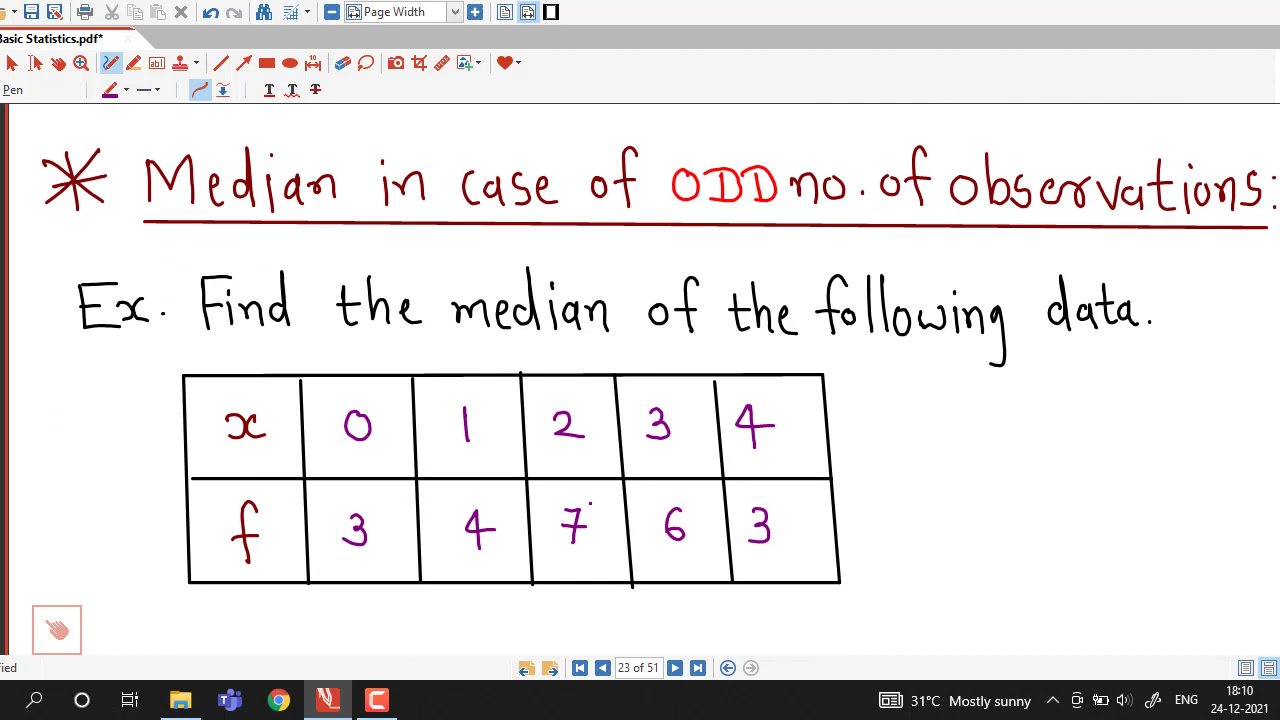 Page Width
Basic Statistics.pdf*
Pen
* Median in case of ODD no. of observations:
Ex. Find the median of the following data.
x 0 1 2 3 4
f 3 4 7 6 3
23 of 51
fied
31°C Mostly sunny
ENG
18:10
24-12-2021